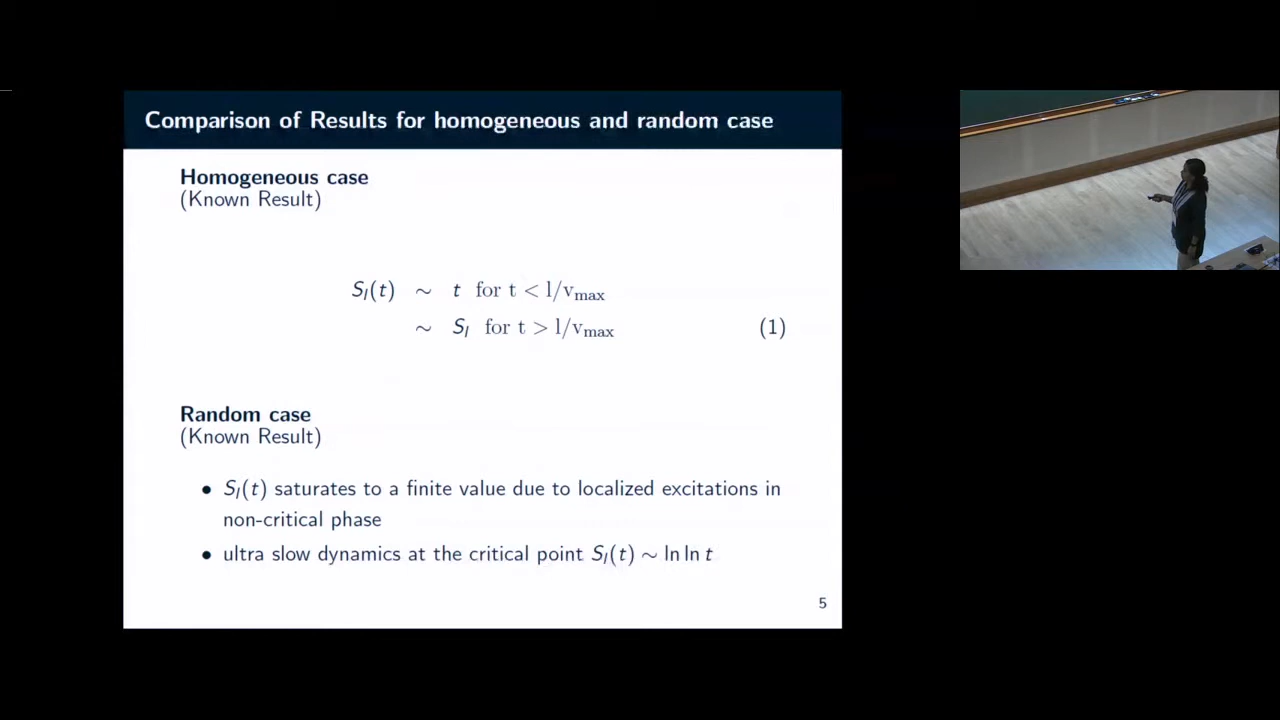 Comparison of Results for homogeneous and random case
Homogeneous case
(Known Result)
S_l(t) ∼ t for t < l/v_max
∼ S_l for t > l/v_max (1)
Random case
(Known Result)
• S_l(t) saturates to a finite value due to localized excitations in
non-critical phase
• ultra slow dynamics at the critical point S_l(t) ∼ ln ln t
5